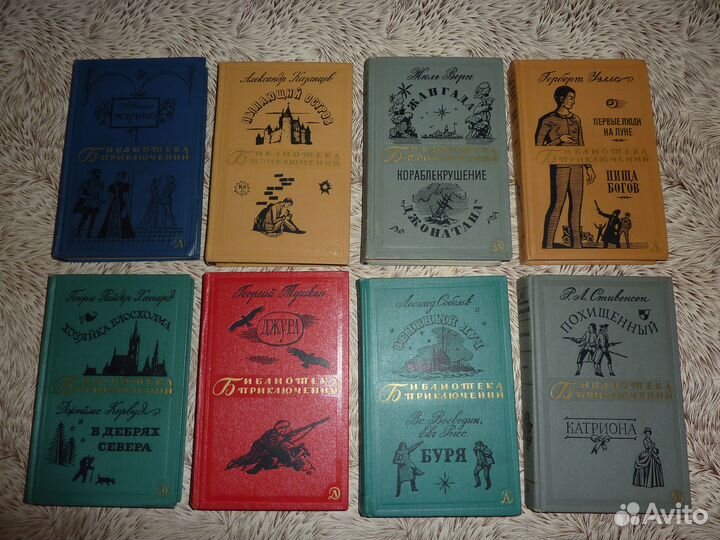 БИБЛИОТЕКА
ПРИКЛЮЧЕНИЙ
Александр Казанцев
ПЫЛАЮЩИЙ ОСТРОВ
БИБЛИОТЕКА
ПРИКЛЮЧЕНИЙ
Жюль Верн
ЖАНГАДА
БИБЛИОТЕКА
ПРИКЛЮЧЕНИЙ
КОРАБЛЕКРУШЕНИЕ
„ДЖОНАТАНА“
Герберт Уэллс
ПЕРВЫЕ ЛЮДИ
НА ЛУНЕ
БИБЛИОТЕКА
ПРИКЛЮЧЕНИЙ
ПИЩА
БОГОВ
Генри Райдер Хаггард
ХОЗЯЙКА БЛОСХОЛМА
БИБЛИОТЕКА
ПРИКЛЮЧЕНИЙ
Джеймс Кервуд
В ДЕБРЯХ
СЕВЕРА
Георгий Тушкан
ДЖУРА
БИБЛИОТЕКА
ПРИКЛЮЧЕНИЙ
Леонид Соболев
ЗЕЛЕНЫЙ ЛУЧ
БИБЛИОТЕКА
ПРИКЛЮЧЕНИЙ
Вс. Воеводин,
Евг. Рысс
БУРЯ
Р. Л. Стивенсон
ПОХИЩЕННЫЙ
БИБЛИОТЕКА
ПРИКЛЮЧЕНИЙ
КАТРИОНА
Avito